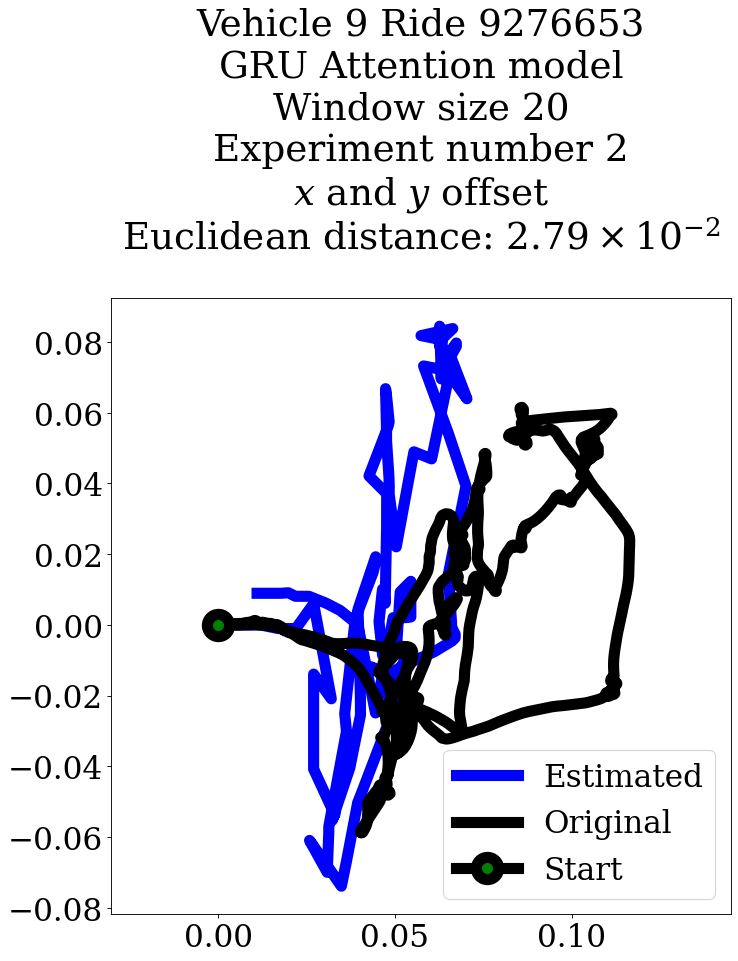 Vehicle 9 Ride 9276653
GRU Attention model
Window size 20
Experiment number 2
x and y offset
Euclidean distance: 2.79 × 10⁻²
0.08
0.06
0.04
0.02
0.00
−0.02
−0.04
−0.06
−0.08
0.00 0.05 0.10
Estimated
Original
Start